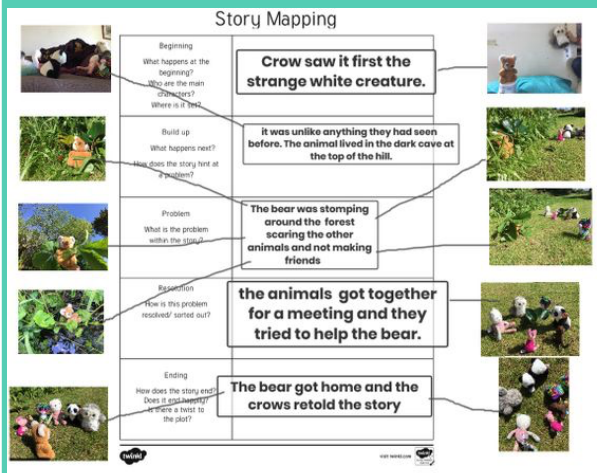 Story Mapping
Beginning
What happens at the
beginning?
Who are the main
characters?
Where is it set?
Crow saw it first the
strange white creature.
Build up
What happens next?
How does the story hint at
a problem?
it was unlike anything they had seen
before. The animal lived in the dark cave at
the top of the hill.
Problem
What is the problem
within the story?
The bear was stomping
around the forest
scaring the other
animals and not making
friends
Resolution
How is this problem
resolved/ sorted out?
the animals got together
for a meeting and they
tried to help the bear.
Ending
How does the story end?
Does it end happily?
Is there a twist to
the plot?
The bear got home and the
crows retold the story
twinkl
VISIT TWINKL.COM
twinkl